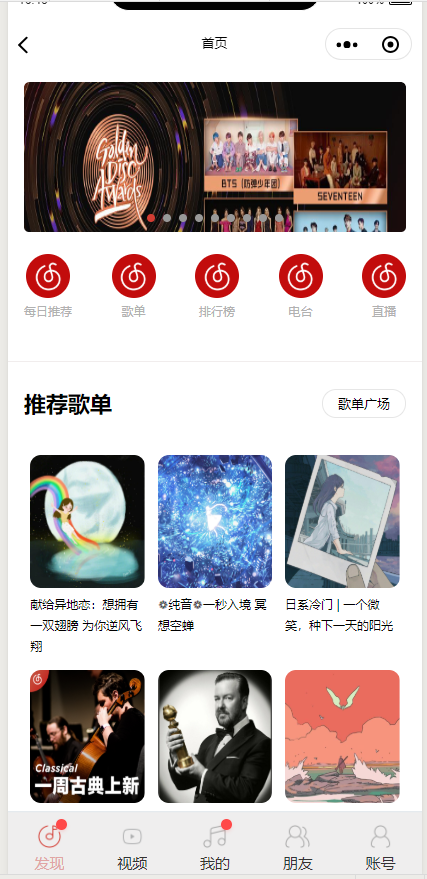 首页
Golden
Disc
Awards
BTS (防弹少年团)
SEVENTEEN
每日推荐
歌单
排行榜
电台
直播
推荐歌单
歌单广场
献给异地恋：想拥有
一双翅膀 为你逆风飞
翔
❁纯音❁一秒入境 冥
想空蝉
日系冷门 | 一个微
笑，种下一天的阳光
Classical
一周古典上新
发现
视频
我的
朋友
账号